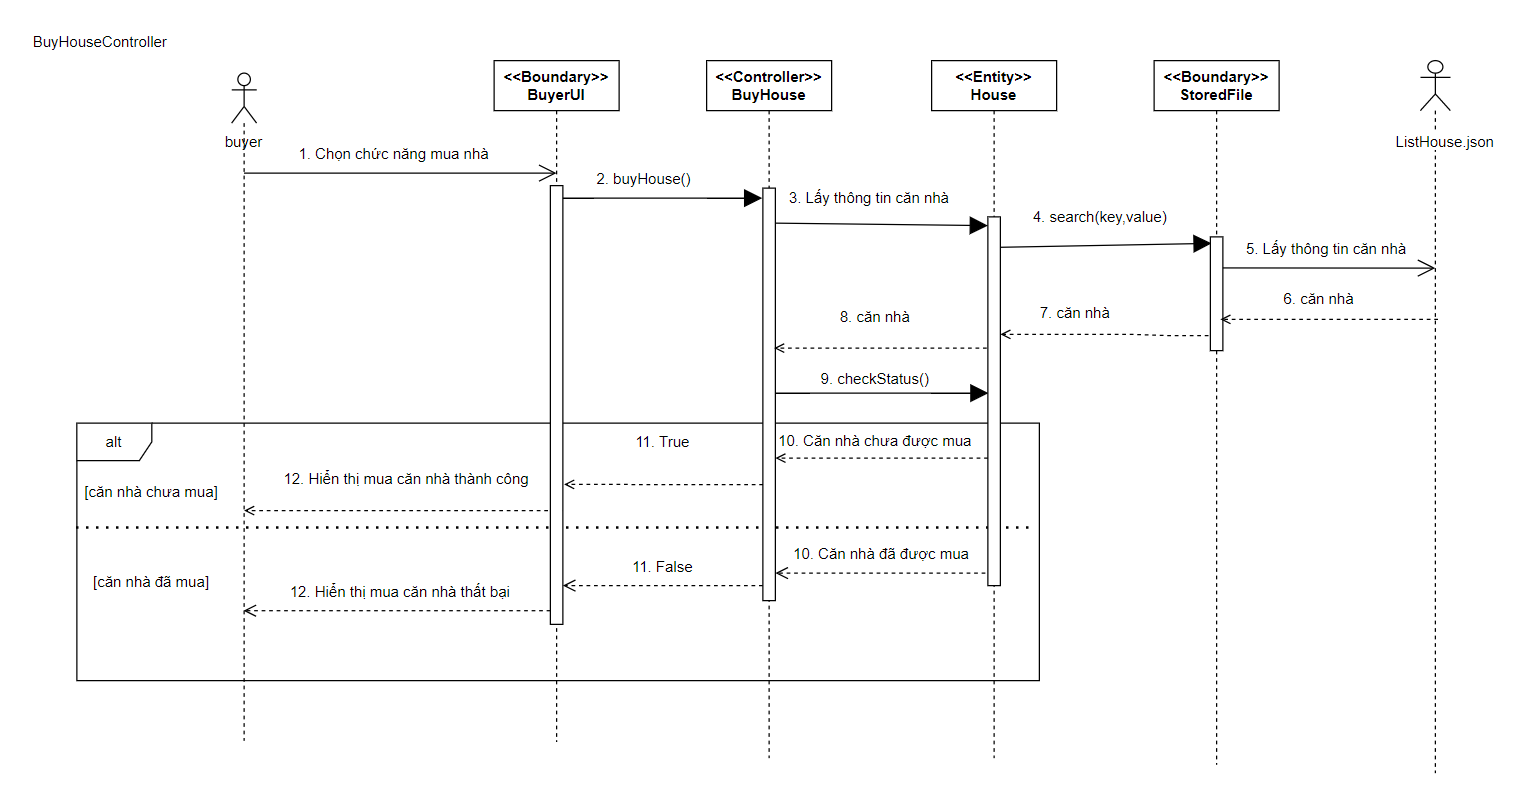 BuyHouseController
<<Boundary>>
BuyerUI
<<Controller>>
BuyHouse
<<Entity>>
House
<<Boundary>>
StoredFile
buyer
ListHouse.json
1. Chọn chức năng mua nhà
2. buyHouse()
3. Lấy thông tin căn nhà
4. search(key,value)
5. Lấy thông tin căn nhà
6. căn nhà
7. căn nhà
8. căn nhà
9. checkStatus()
alt
11. True
10. Căn nhà chưa được mua
12. Hiển thị mua căn nhà thành công
[căn nhà chưa mua]
10. Căn nhà đã được mua
11. False
[căn nhà đã mua]
12. Hiển thị mua căn nhà thất bại